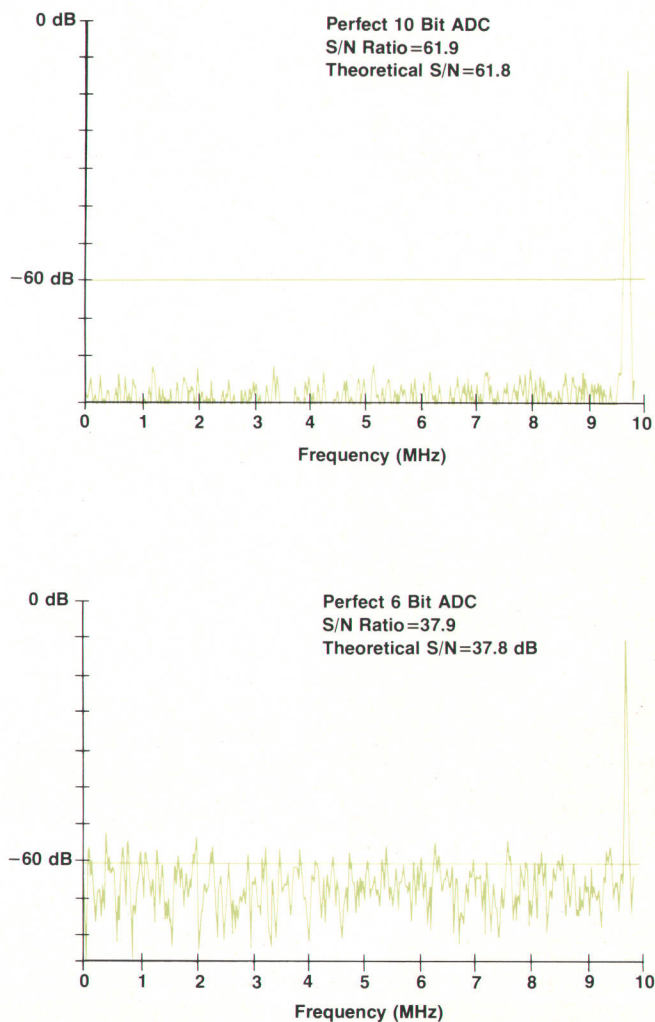 0 dB
Perfect 10 Bit ADC
S/N Ratio=61.9
Theoretical S/N=61.8
−60 dB
0 1 2 3 4 5 6 7 8 9 10
Frequency (MHz)
0 dB
Perfect 6 Bit ADC
S/N Ratio=37.9
Theoretical S/N=37.8 dB
−60 dB
0 1 2 3 4 5 6 7 8 9 10
Frequency (MHz)